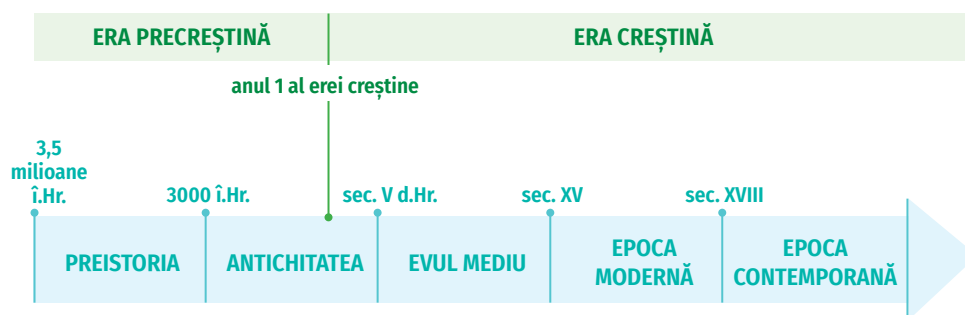 ERA PRECREȘTINĂ
ERA CREȘTINĂ
anul 1 al erei creștine
3,5
milioane
î.Hr.
3000 î.Hr.
sec. V d.Hr.
sec. XV
sec. XVIII
PREISTORIA
ANTICHITATEA
EVUL MEDIU
EPOCA
MODERNĂ
EPOCA
CONTEMPORANĂ